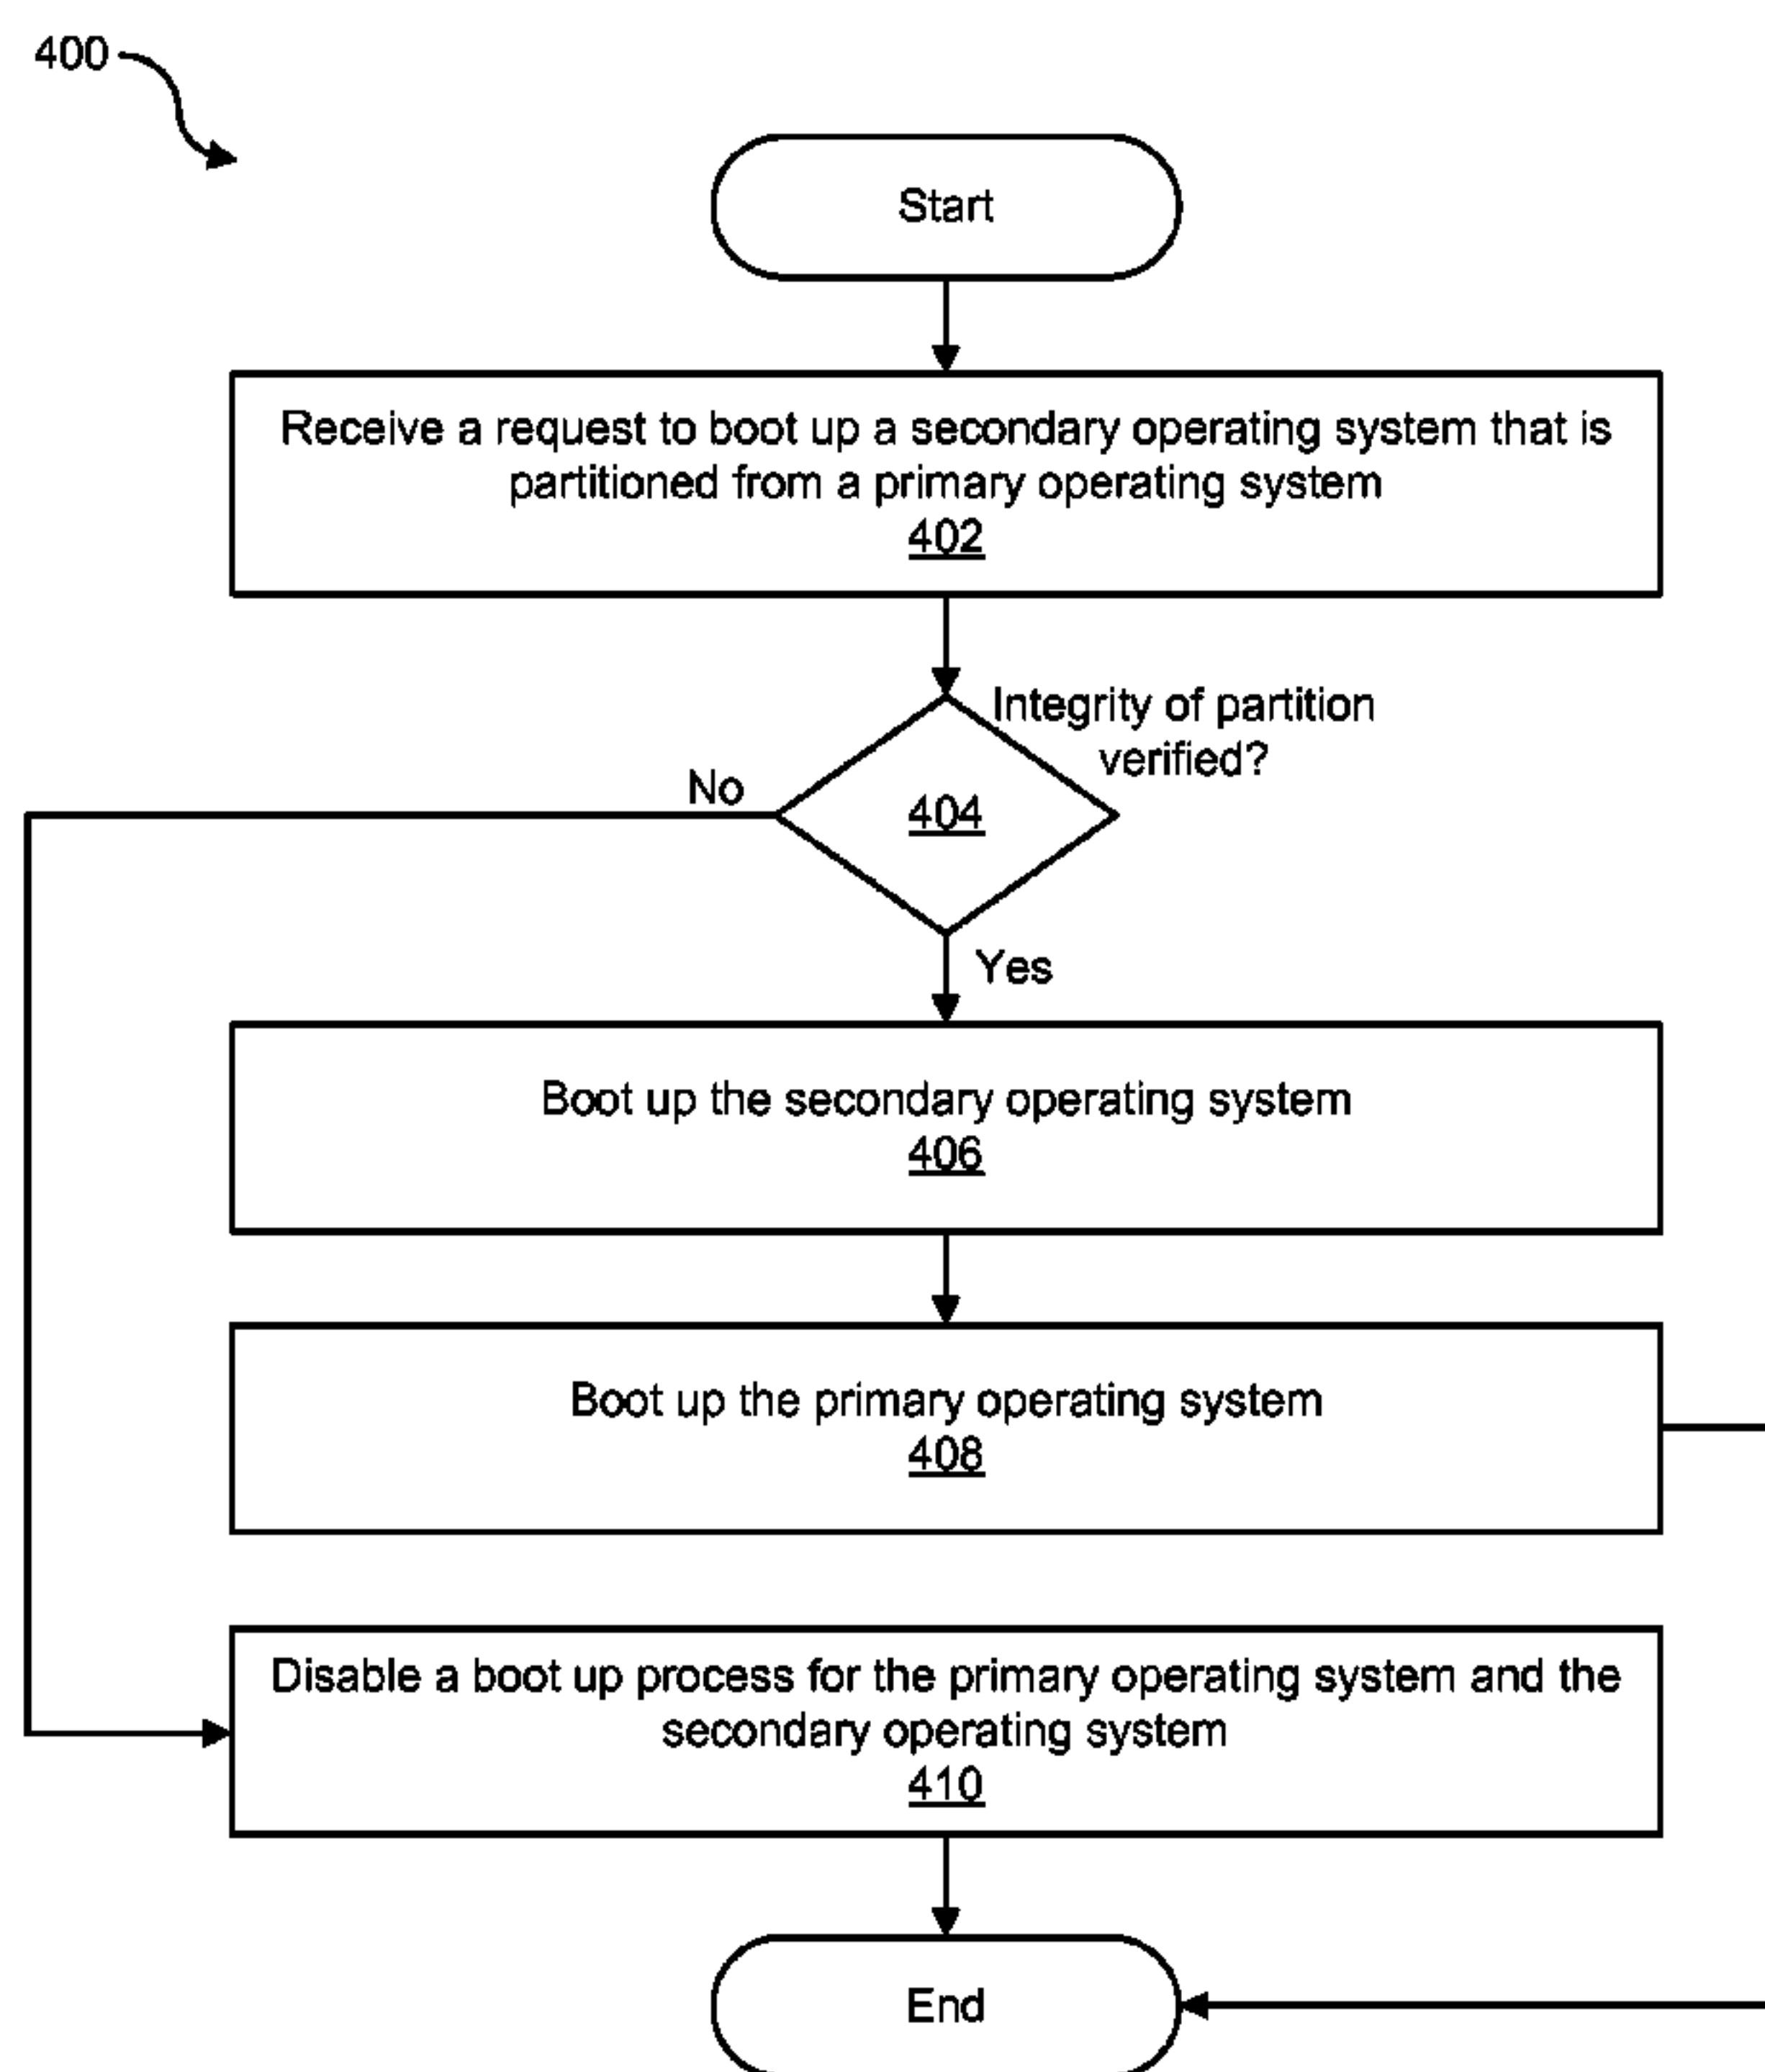 400
Start
Receive a request to boot up a secondary operating system that is
partitioned from a primary operating system
402
Integrity of partition
verified?
No
404
Yes
Boot up the secondary operating system
406
Boot up the primary operating system
408
Disable a boot up process for the primary operating system and the
secondary operating system
410
End